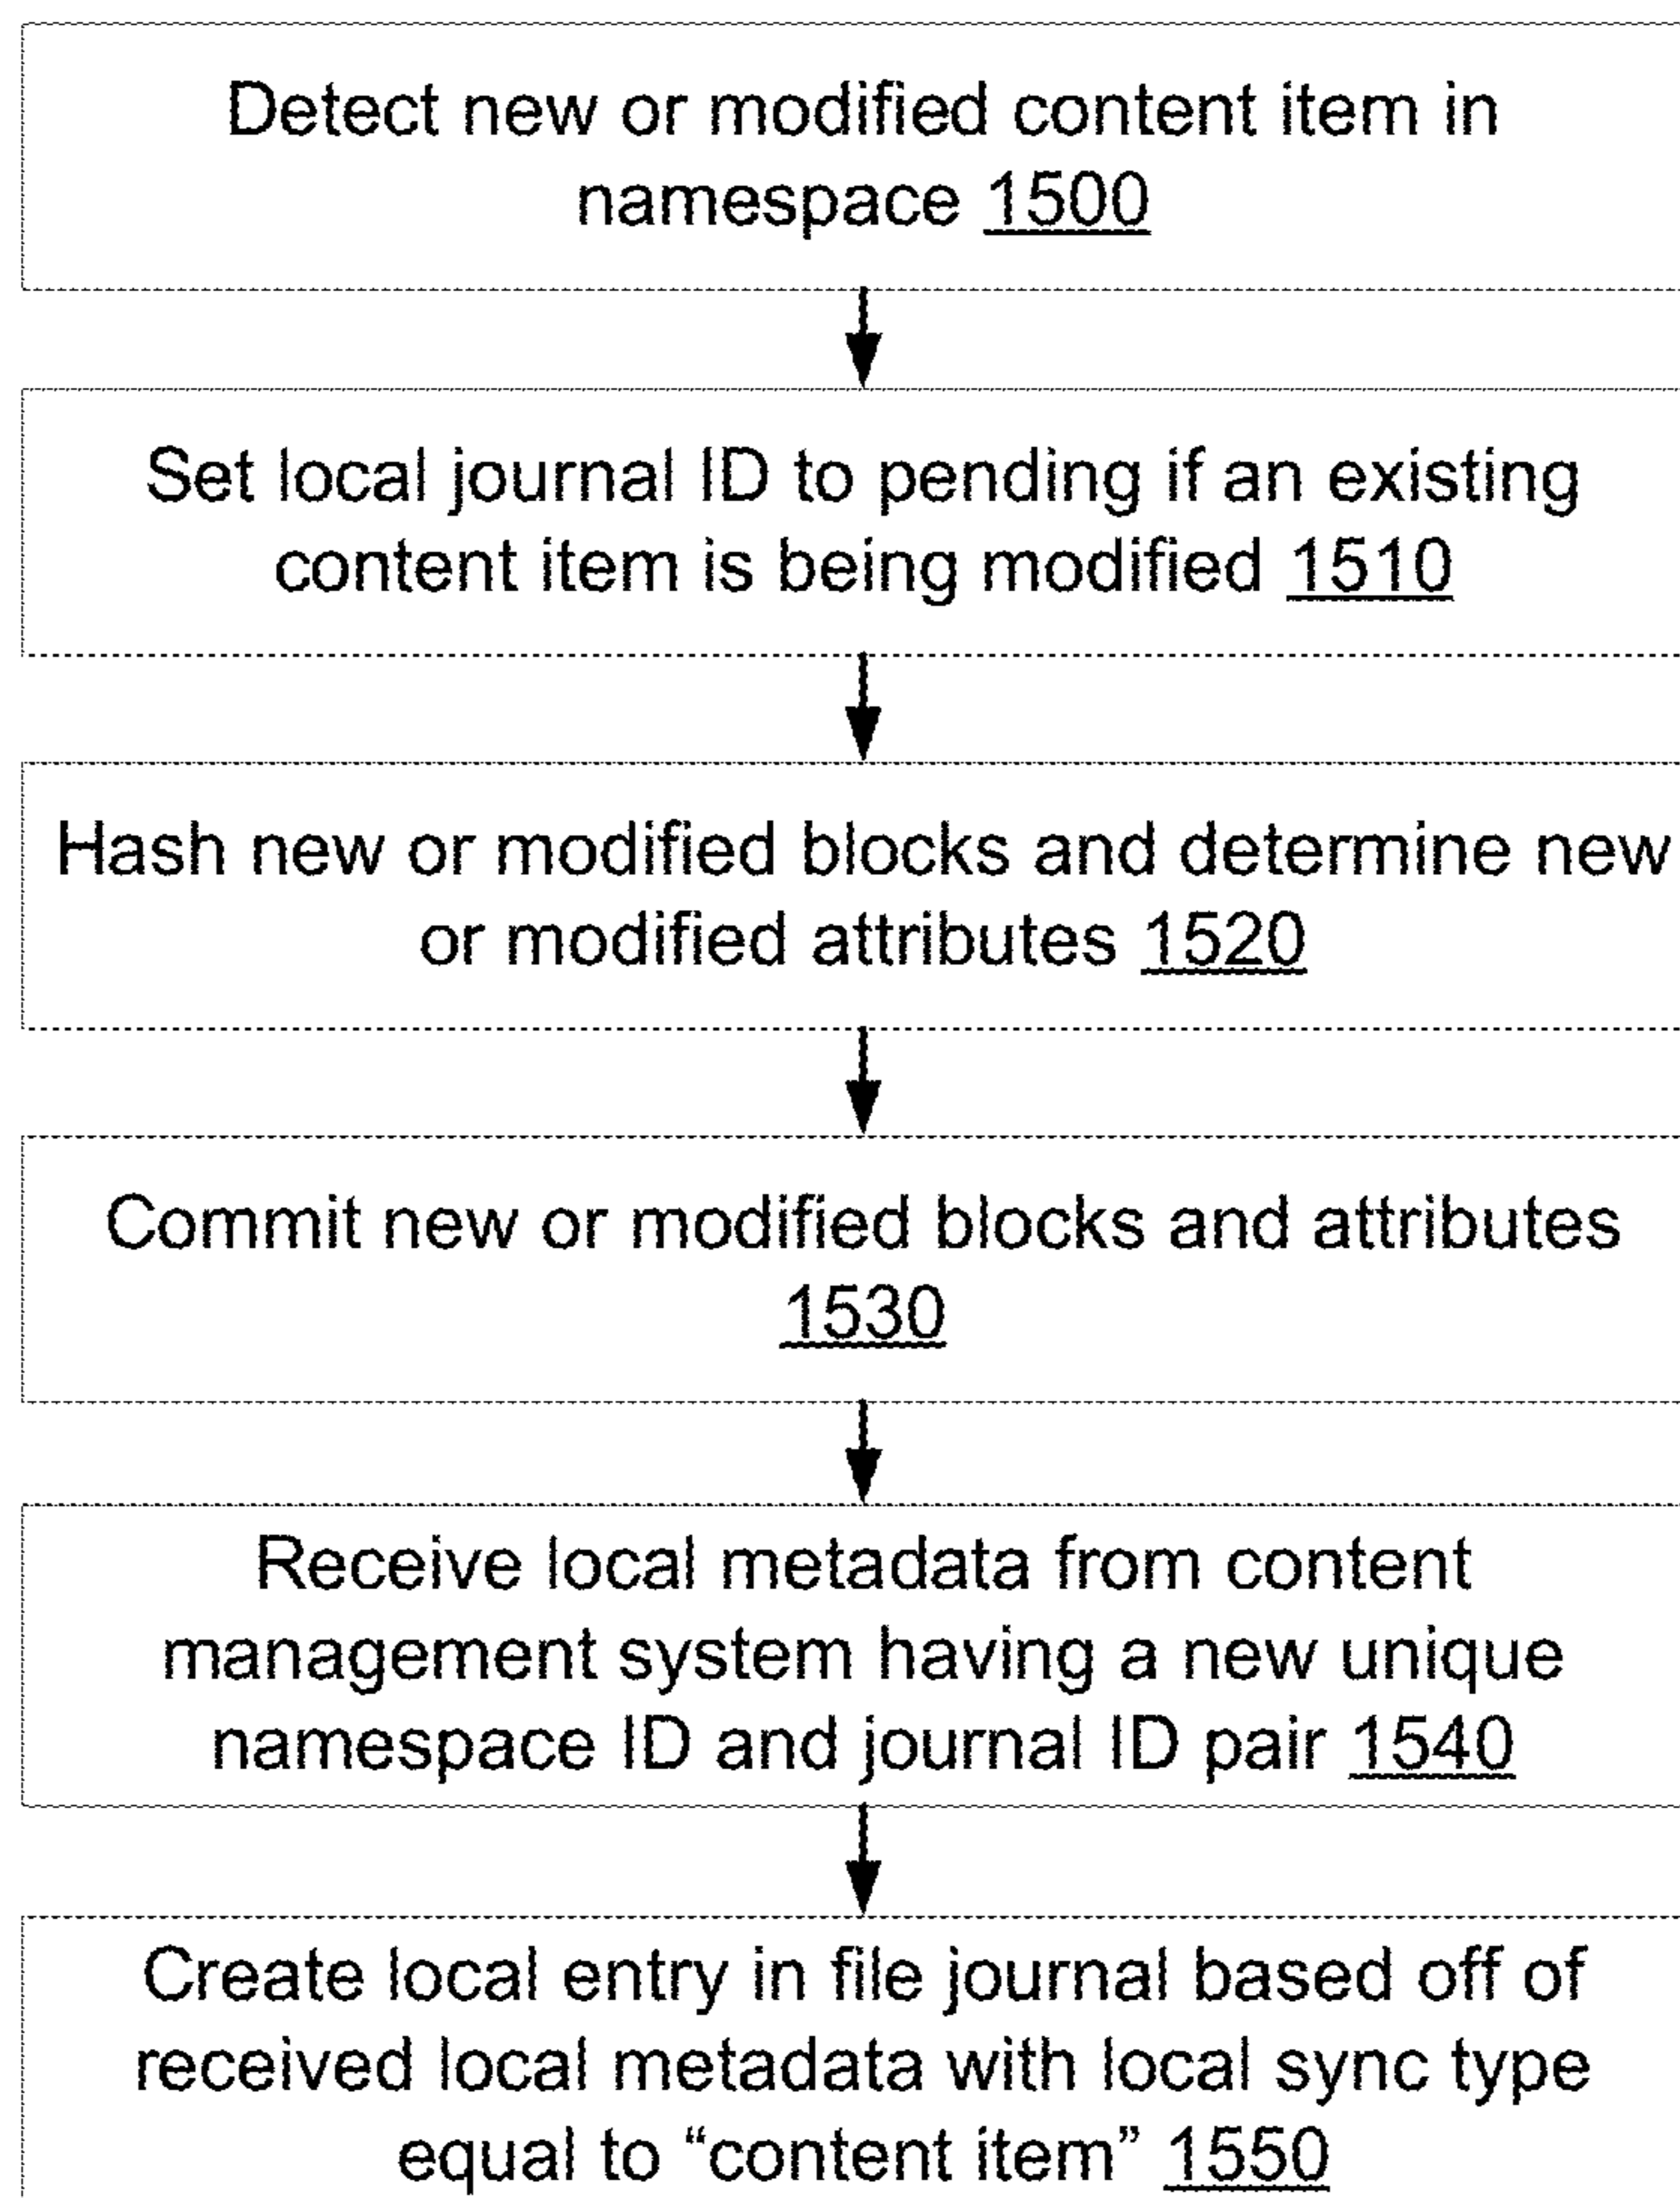 Detect new or modified content item in
namespace 1500
Set local journal ID to pending if an existing
content item is being modified 1510
Hash new or modified blocks and determine new
or modified attributes 1520
Commit new or modified blocks and attributes
1530
Receive local metadata from content
management system having a new unique
namespace ID and journal ID pair 1540
Create local entry in file journal based off of
received local metadata with local sync type
equal to “content item” 1550